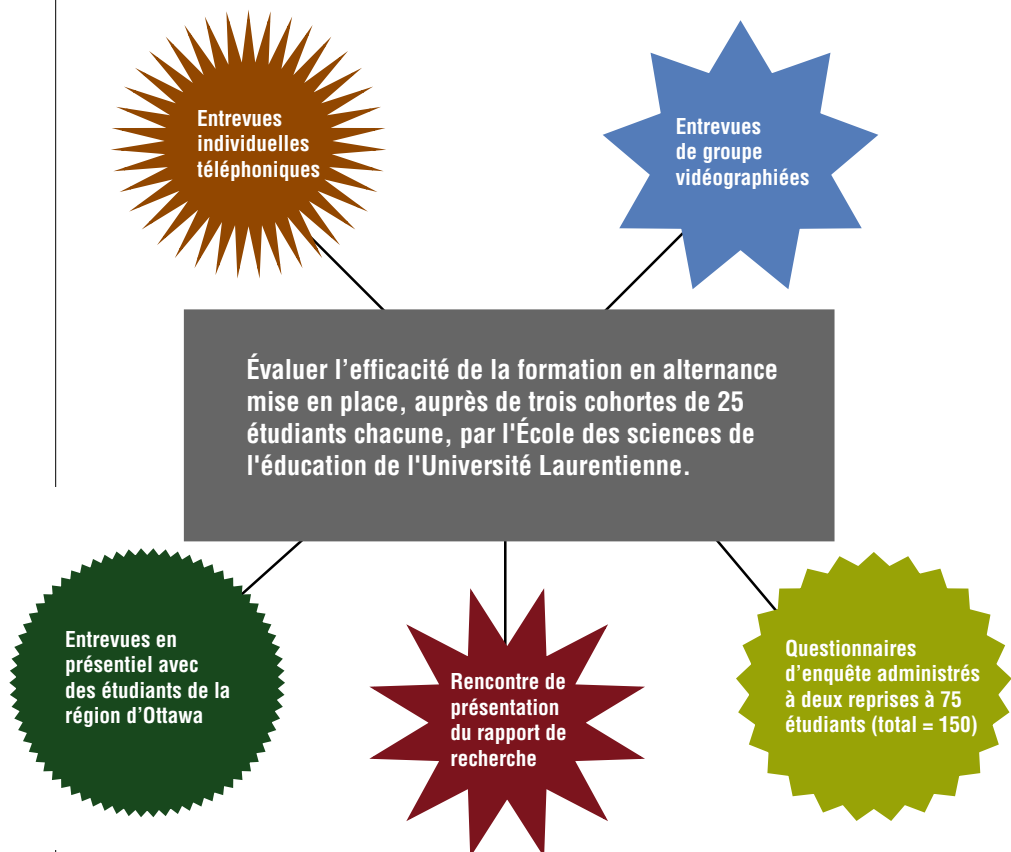 Entrevues
individuelles
téléphoniques
Entrevues
de groupe
vidéographiées
Évaluer l’efficacité de la formation en alternance
mise en place, auprès de trois cohortes de 25
étudiants chacune, par l'École des sciences de
l'éducation de l'Université Laurentienne.
Entrevues en
présentiel avec
des étudiants de la
région d’Ottawa
Rencontre de
présentation
du rapport de
recherche
Questionnaires
d’enquête administrés
à deux reprises à 75
étudiants (total = 150)